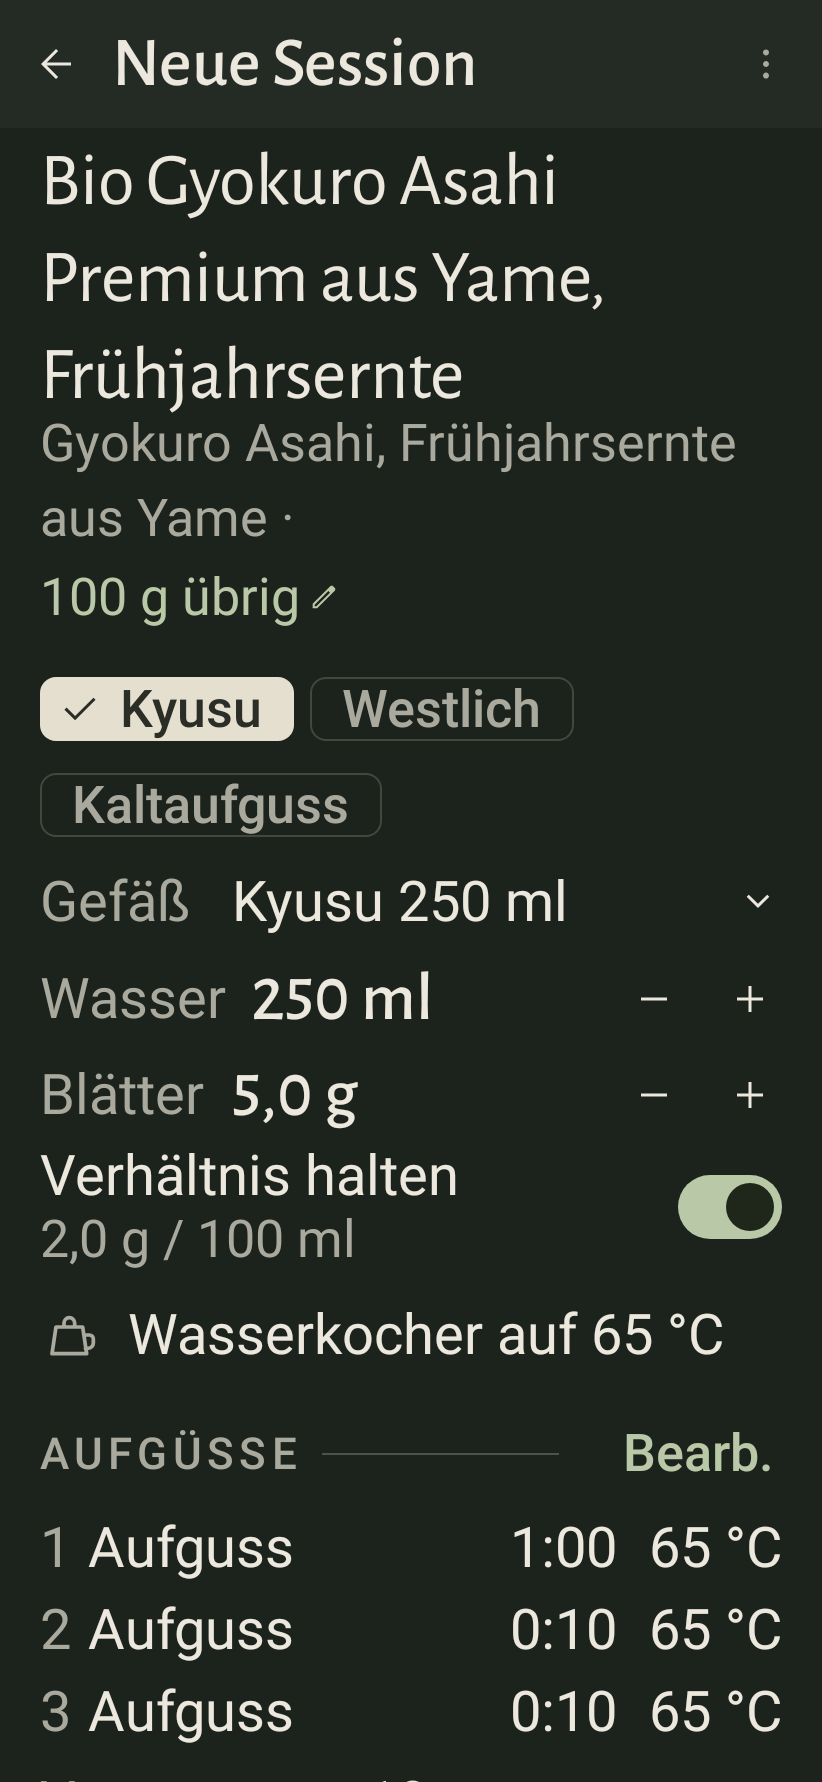 Neue Session
Bio Gyokuro Asahi
Premium aus Yame,
Frühjahrsernte
Gyokuro Asahi, Frühjahrsernte
aus Yame ·
100 g übrig
Kyusu Westlich
Kaltaufguss
Gefäß Kyusu 250 ml
Wasser 250 ml
Blätter 5,0 g
Verhältnis halten
2,0 g / 100 ml
Wasserkocher auf 65 °C
AUFGÜSSE Bearb.
1 Aufguss 1:00 65 °C
2 Aufguss 0:10 65 °C
3 Aufguss 0:10 65 °C